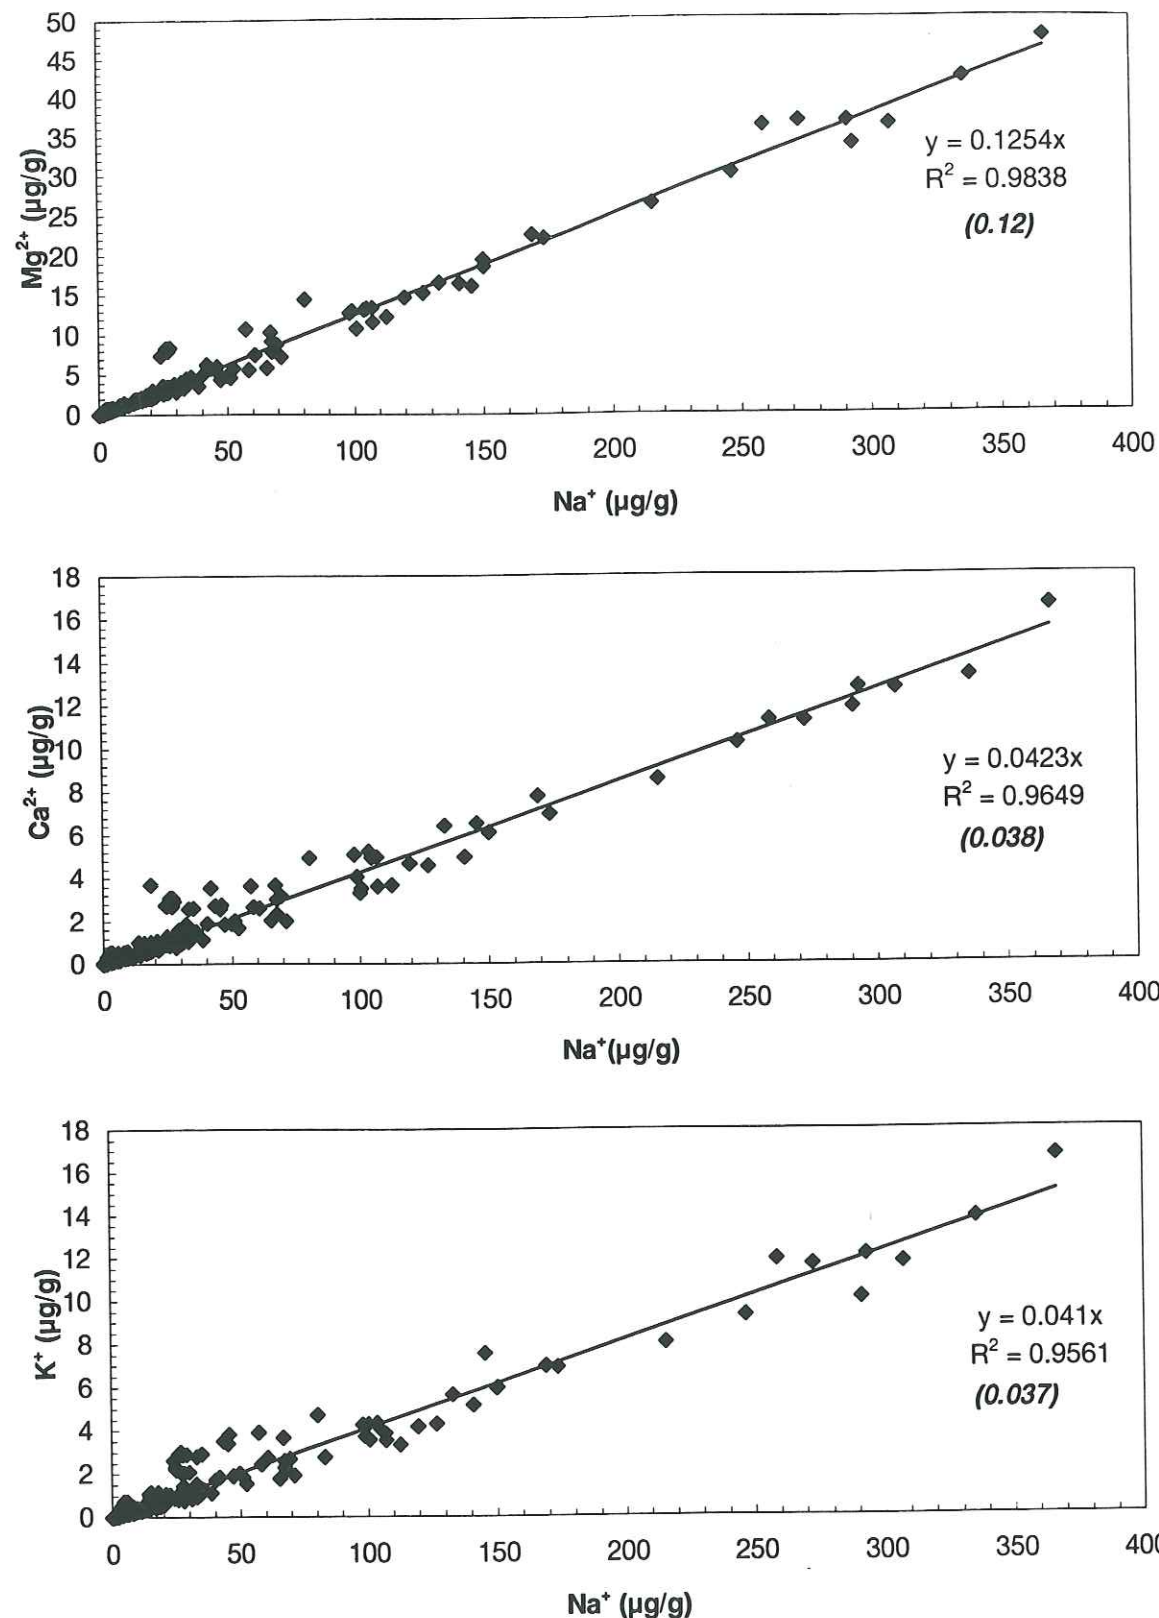 50
45
40
35
30
25
20
15
10
5
0
Mg²⁺ (µg/g)
y = 0.1254x
R² = 0.9838
(0.12)
0 50 100 150 200 250 300 350 400
Na⁺ (µg/g)
18
16
14
12
10
8
6
4
2
0
Ca²⁺ (µg/g)
y = 0.0423x
R² = 0.9649
(0.038)
0 50 100 150 200 250 300 350 400
Na⁺(µg/g)
18
16
14
12
10
8
6
4
2
0
K⁺ (µg/g)
y = 0.041x
R² = 0.9561
(0.037)
0 50 100 150 200 250 300 350 400
Na⁺ (µg/g)